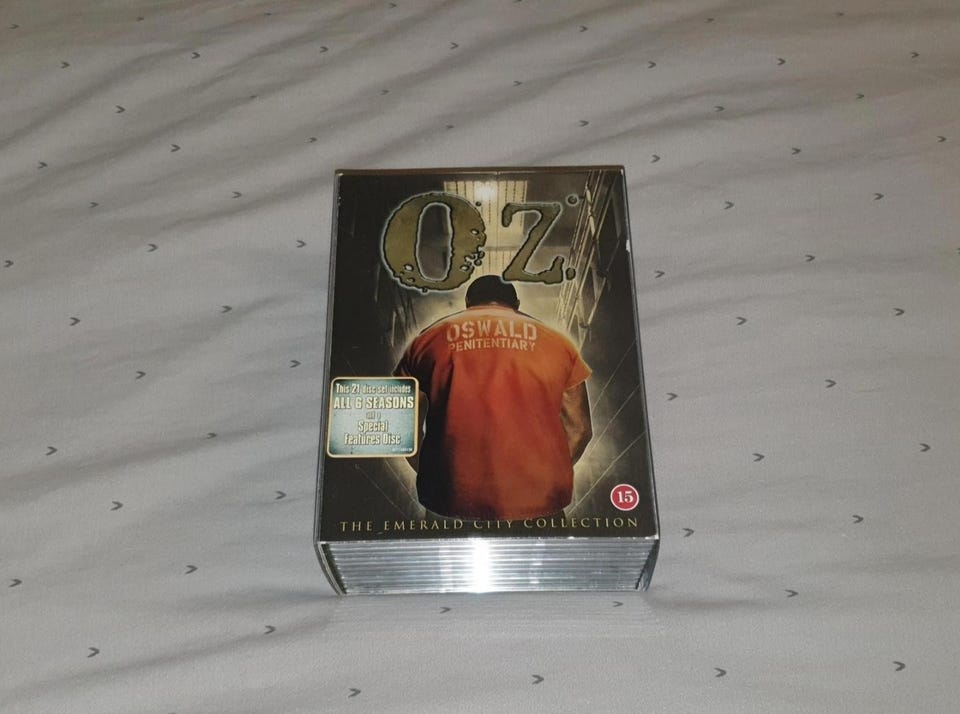 OZ
OSWALD
PENITENTIARY
This 21 disc set includes
ALL 6 SEASONS
and a
Special
Features Disc
15
THE EMERALD CITY COLLECTION